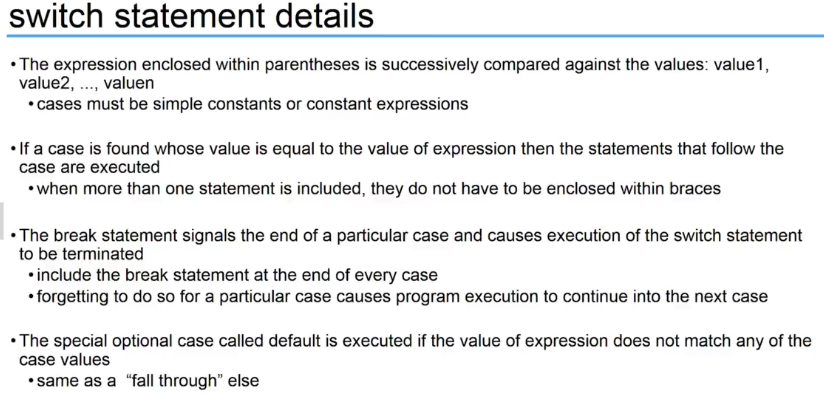 switch statement details
•The expression enclosed within parentheses is successively compared against the values: value1,
value2, ..., valuen
•cases must be simple constants or constant expressions
•If a case is found whose value is equal to the value of expression then the statements that follow the
case are executed
•when more than one statement is included, they do not have to be enclosed within braces
•The break statement signals the end of a particular case and causes execution of the switch statement
to be terminated
•include the break statement at the end of every case
•forgetting to do so for a particular case causes program execution to continue into the next case
•The special optional case called default is executed if the value of expression does not match any of the
case values
•same as a “fall through” else